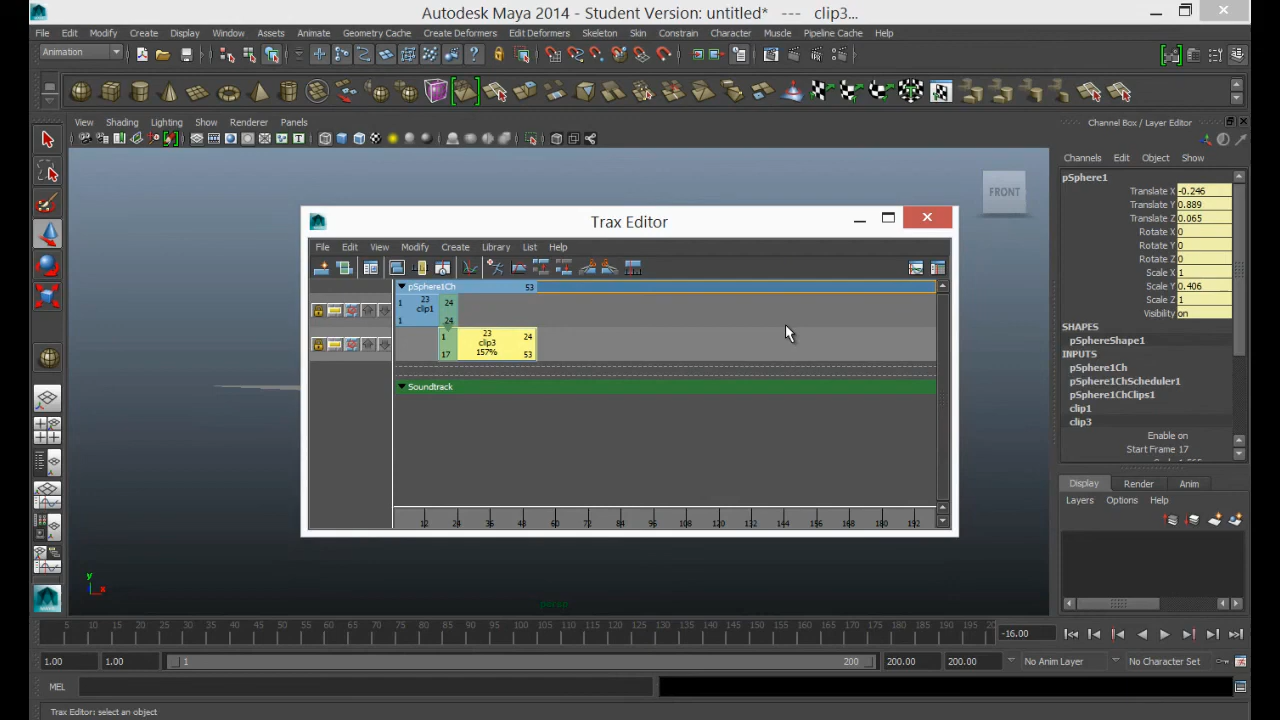 Autodesk Maya 2014 - Student Version: untitled* --- clip3...
File Edit Modify Create Display Window Assets Animate Geometry Cache Create Deformers Edit Deformers Skeleton Skin Constrain Character Muscle Pipeline Cache Help
Animation
View Shading Lighting Show Renderer Panels
Channel Box / Layer Editor
Channels Edit Object Show
pSphere1
Translate X -0.246
Translate Y 0.889
Translate Z 0.065
Rotate X 0
Rotate Y 0
Rotate Z 0
Scale X 1
Scale Y 0.406
Scale Z 1
Visibility on
SHAPES
pSphereShape1
INPUTS
pSphere1Ch
pSphere1ChScheduler1
pSphere1ChClips1
clip1
clip3
Enable on
Start Frame 17
FRONT
Trax Editor
File Edit View Modify Create Library List Help
pSphere1Ch 53
1 23 24
clip1
1 24
1 23 24
clip3
17 157% 53
Soundtrack
12 24 36 48 60 72 84 96 108 120 132 144 156 168 180 192
Display Render Anim
Layers Options Help
y
x
5 10 15 20 25 30 35 40 45 50 55 60 65 70 75 80 85 90 95 100 105 110 115 120 125 130 135 140 145 150 155 160 165 170 175 180 185 190 195 20
-16.00
1.00 1.00 1 200 200.00 200.00 No Anim Layer No Character Set
MEL
Trax Editor: select an object